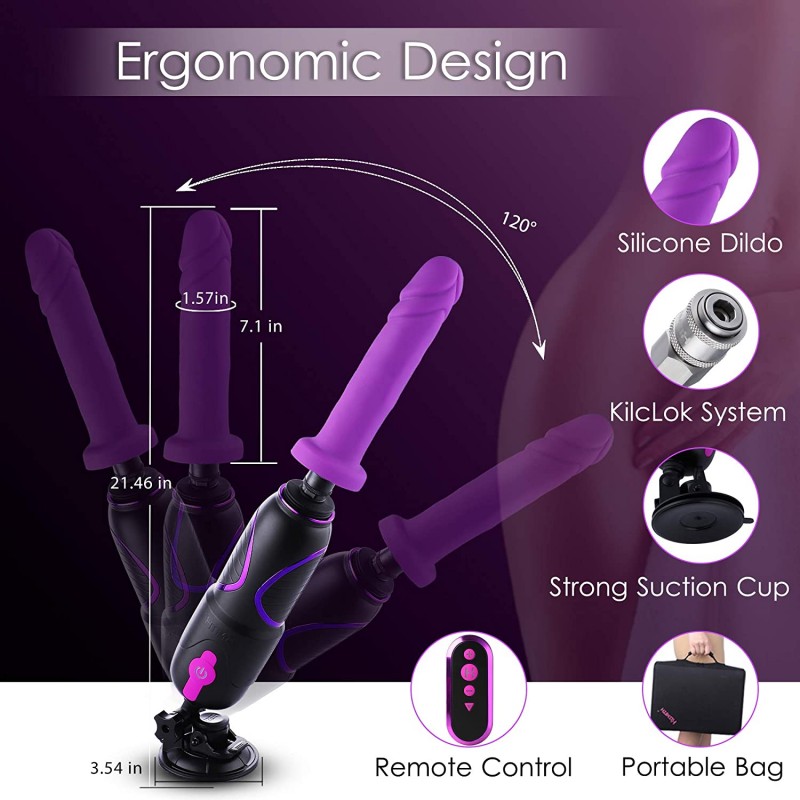 Ergonomic Design
120°
1.57in
7.1 in
21.46 in
3.54 in
Silicone Dildo
KilcLok System
Strong Suction Cup
Remote Control
Portable Bag